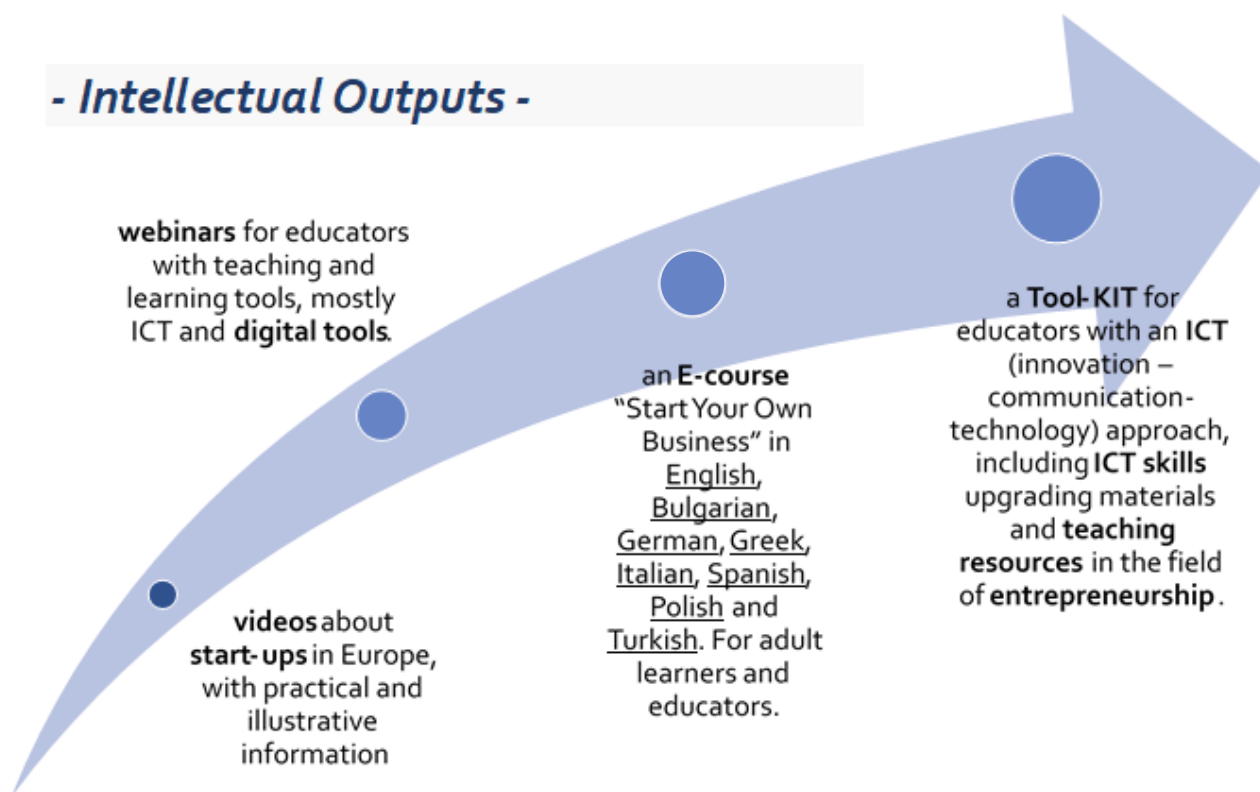 - Intellectual Outputs -
webinars for educators
with teaching and
learning tools, mostly
ICT and digital tools.
videos about
start-ups in Europe,
with practical and
illustrative
information
an E-course
“Start Your Own
Business” in
English,
Bulgarian,
German, Greek,
Italian, Spanish,
Polish and
Turkish. For adult
learners and
educators.
a Tool-KIT for
educators with an ICT
(innovation –
communication-
technology) approach,
including ICT skills
upgrading materials
and teaching
resources in the field
of entrepreneurship.